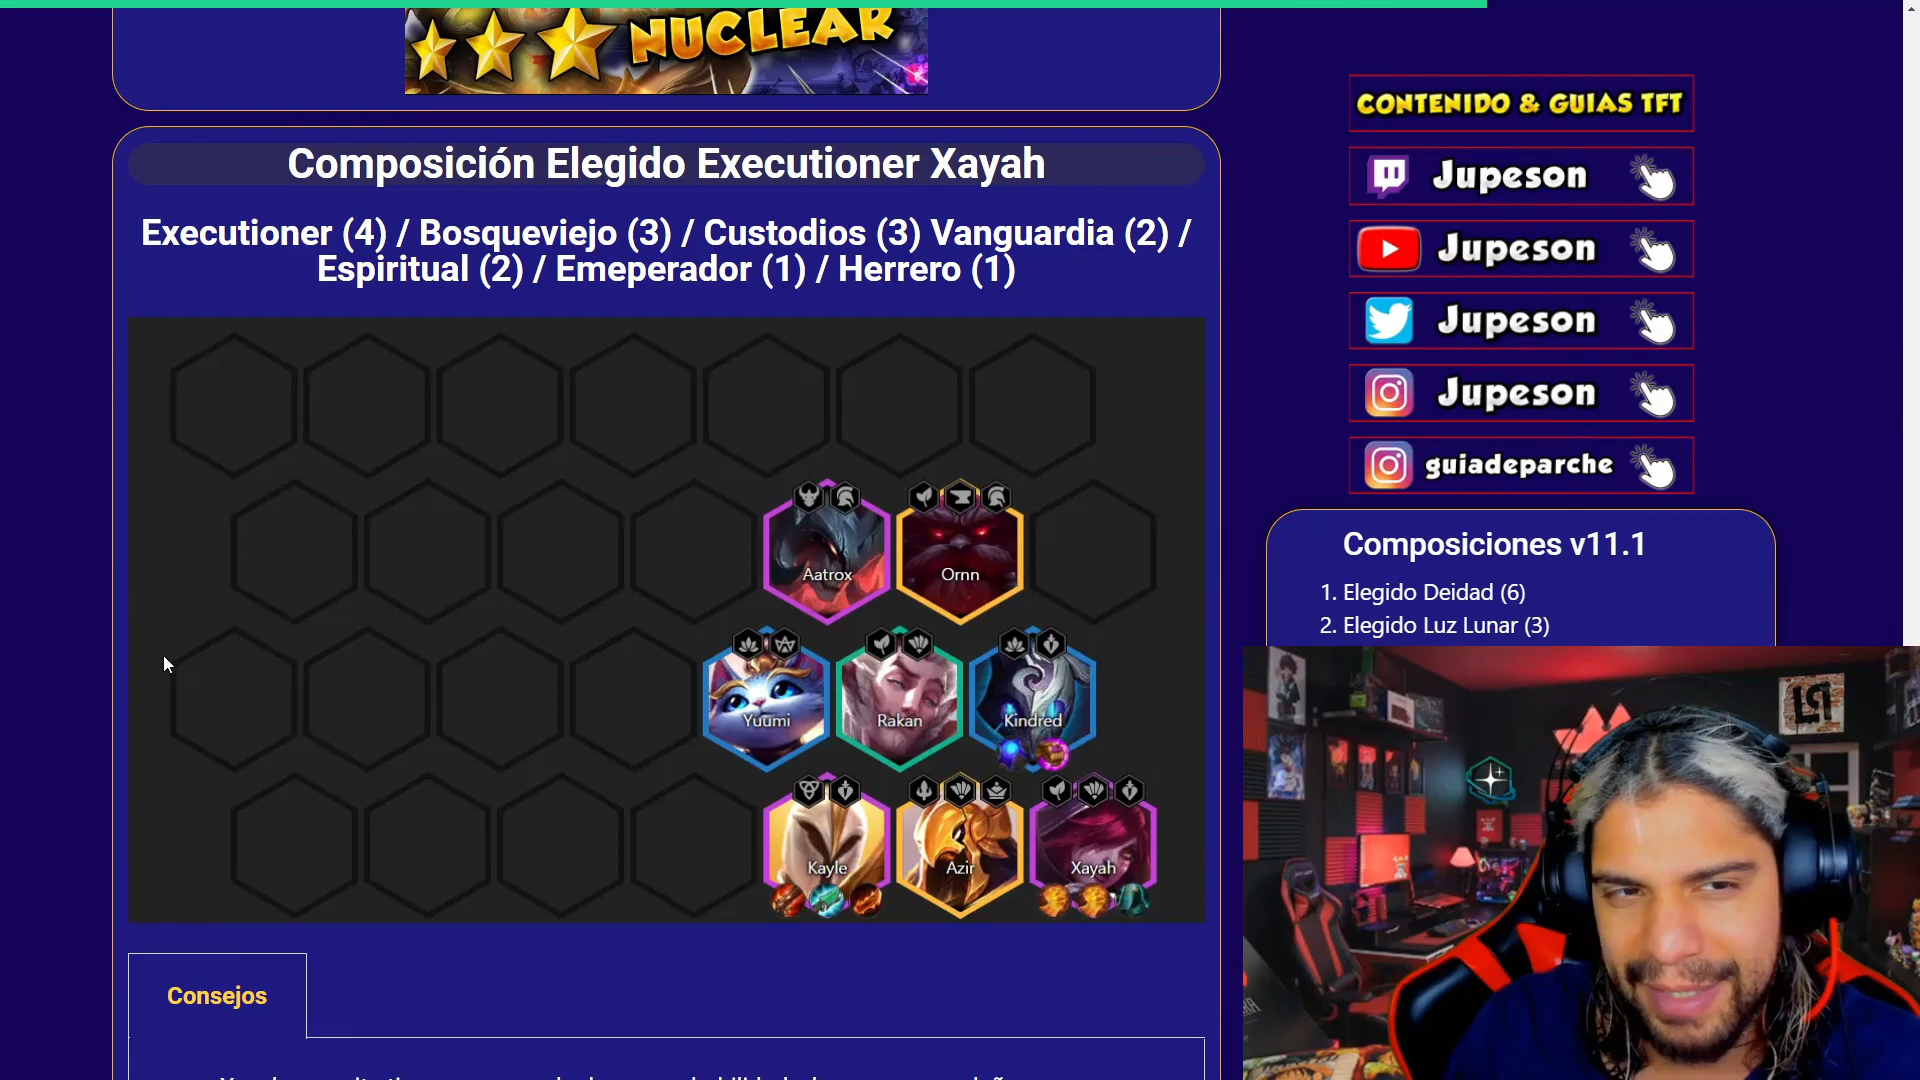 NUCLEAR
Composición Elegido Executioner Xayah
Executioner (4) / Bosqueviejo (3) / Custodios (3) Vanguardia (2) /
Espiritual (2) / Emeperador (1) / Herrero (1)
Aatrox
Ornn
Yuumi
Rakan
Kindred
Kayle
Azir
Xayah
Consejos
CONTENIDO & GUIAS TFT
Jupeson
Jupeson
Jupeson
Jupeson
guiadeparche
Composiciones v11.1
1. Elegido Deidad (6)
2. Elegido Luz Lunar (3)